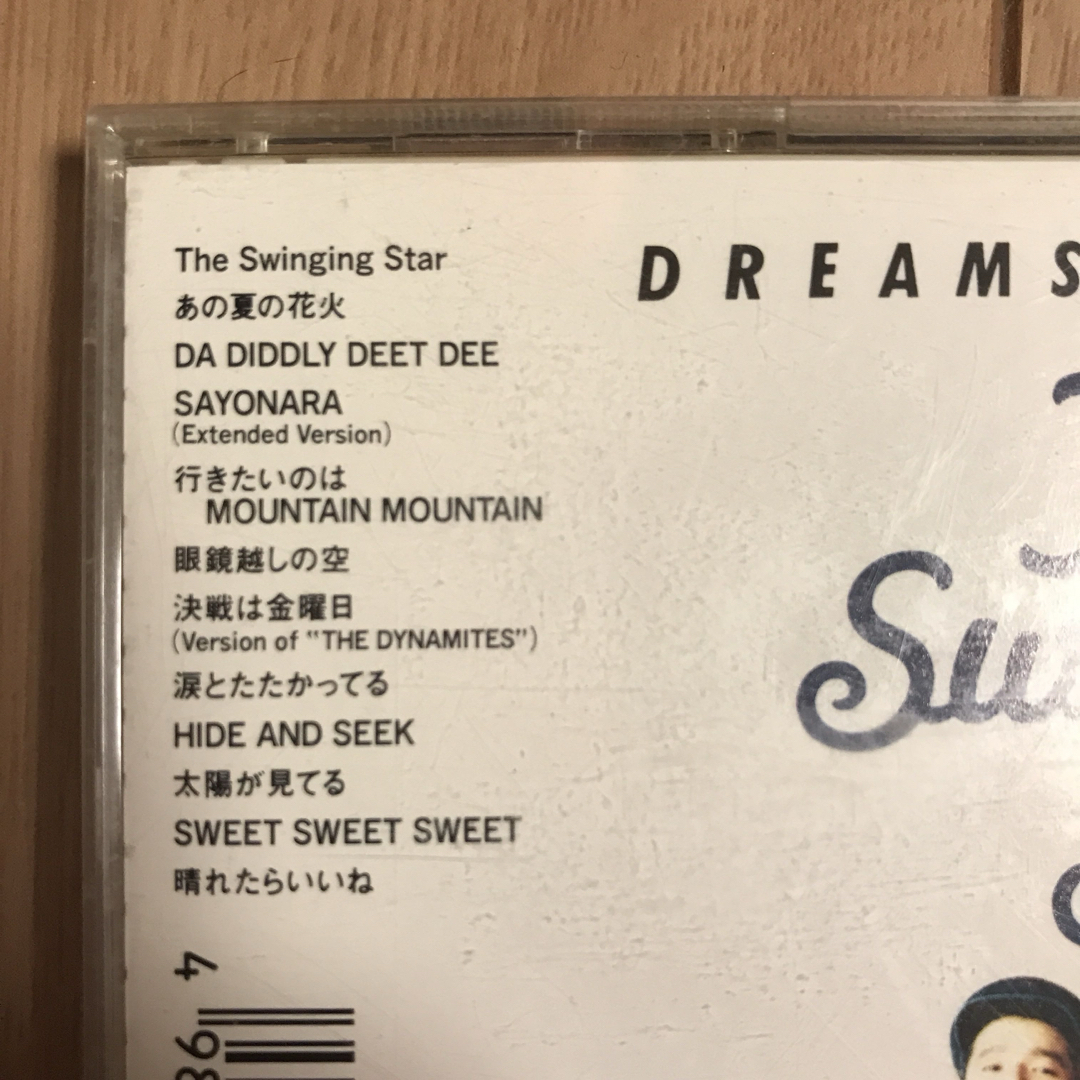 The Swinging Star
あの夏の花火
DA DIDDLY DEET DEE
SAYONARA
(Extended Version)
行きたいのは
MOUNTAIN MOUNTAIN
眼鏡越しの空
決戦は金曜日
(Version of "THE DYNAMITES")
涙とたたかってる
HIDE AND SEEK
太陽が見てる
SWEET SWEET SWEET
晴れたらいいね
DREAMS
4